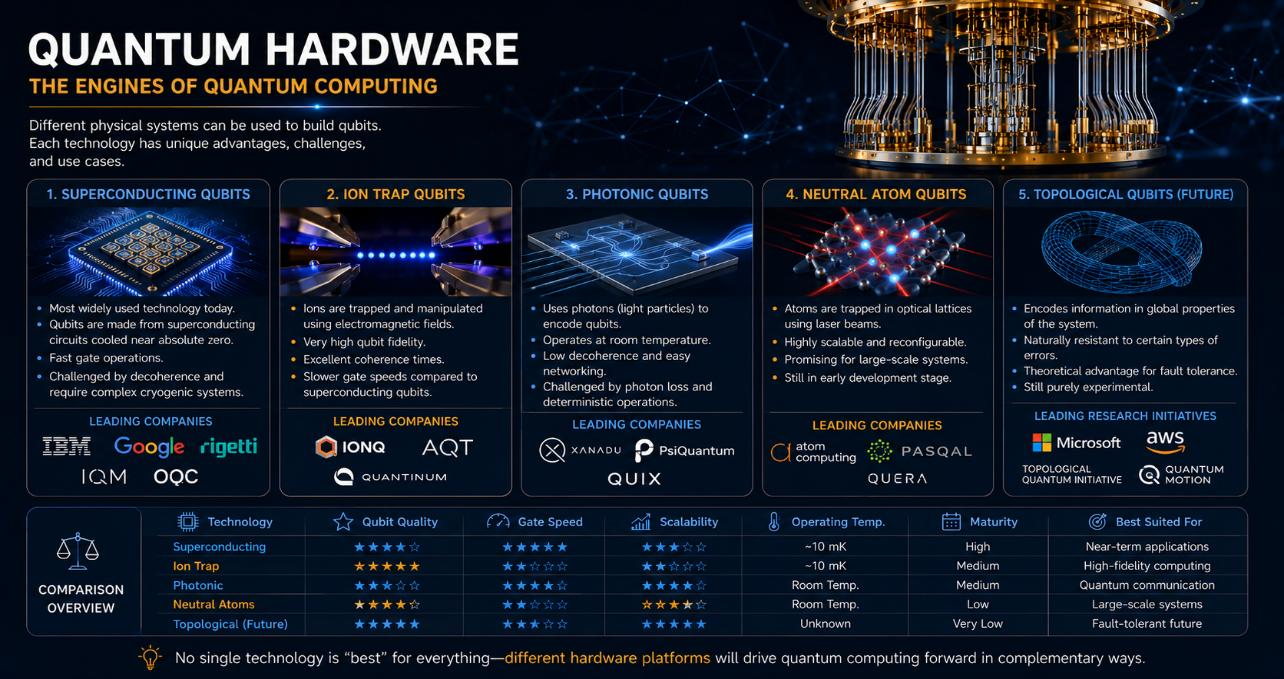 QUANTUM HARDWARE
THE ENGINES OF QUANTUM COMPUTING
Different physical systems can be used to build qubits.
Each technology has unique advantages, challenges,
and use cases.
1. SUPERCONDUCTING QUBITS
• Most widely used technology today.
• Qubits are made from superconducting
circuits cooled near absolute zero.
• Fast gate operations.
• Challenged by decoherence and
require complex cryogenic systems.
LEADING COMPANIES
IBM Google rigetti
IQM OQC
2. ION TRAP QUBITS
• Ions are trapped and manipulated
using electromagnetic fields.
• Very high qubit fidelity.
• Excellent coherence times.
• Slower gate speeds compared to
superconducting qubits.
LEADING COMPANIES
IONQ AQT
QUANTINUM
3. PHOTONIC QUBITS
• Uses photons (light particles) to
encode qubits.
• Operates at room temperature.
• Low decoherence and easy
networking.
• Challenged by photon loss and
deterministic operations.
LEADING COMPANIES
XANADU PsiQuantum
QUIX
4. NEUTRAL ATOM QUBITS
• Atoms are trapped in optical lattices
using laser beams.
• Highly scalable and reconfigurable.
• Promising for large-scale systems.
• Still in early development stage.
LEADING COMPANIES
atom
computing PASQAL
QUERA
5. TOPOLOGICAL QUBITS (FUTURE)
• Encodes information in global properties
of the system.
• Naturally resistant to certain types of
errors.
• Theoretical advantage for fault tolerance.
• Still purely experimental.
LEADING RESEARCH INITIATIVES
Microsoft aws
TOPOLOGICAL
QUANTUM INITIATIVE
QUANTUM
MOTION
COMPARISON
OVERVIEW
Technology Qubit Quality Gate Speed Scalability Operating Temp. Maturity Best Suited For
Superconducting ★★★★☆ ★★★★★ ★★★☆☆ ~10 mK High Near-term applications
Ion Trap ★★★★★ ★★☆☆☆ ★★☆☆☆ ~10 mK Medium High-fidelity computing
Photonic ★★★☆☆ ★★★★☆ ★★★★☆ Room Temp. Medium Quantum communication
Neutral Atoms ★★★★☆ ★★☆☆☆ ★★★★☆ Room Temp. Low Large-scale systems
Topological (Future) ★★★★★ ★★★☆☆ ★★★★★ Unknown Very Low Fault-tolerant future
No single technology is “best” for everything—different hardware platforms will drive quantum computing forward in complementary ways.